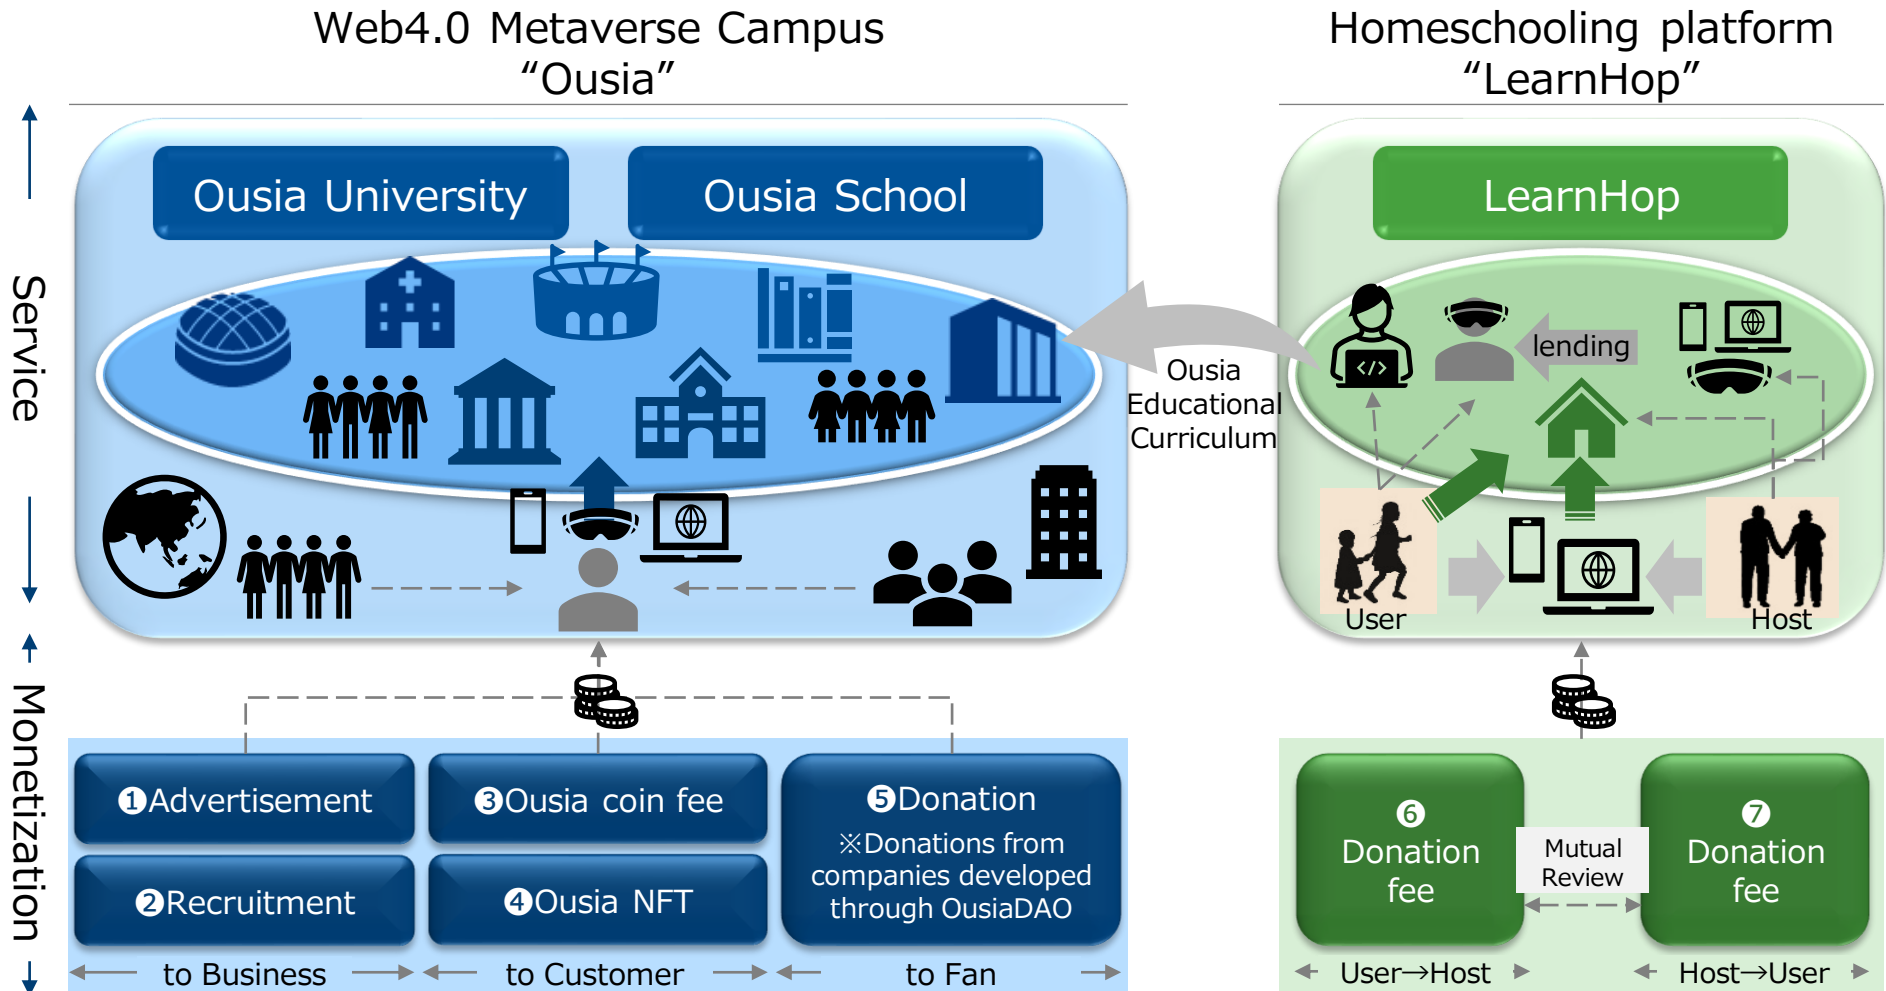 Web4.0 Metaverse Campus
“Ousia”
Homeschooling platform
“LearnHop”
Service
Ousia University
Ousia School
LearnHop
lending
</>
Ousia
Educational
Curriculum
User
Host
Monetization
❶Advertisement
❷Recruitment
❸Ousia coin fee
❹Ousia NFT
❺Donation
※Donations from
companies developed
through OusiaDAO
❻
Donation
fee
Mutual
Review
❼
Donation
fee
to Business
to Customer
to Fan
User→Host
Host→User